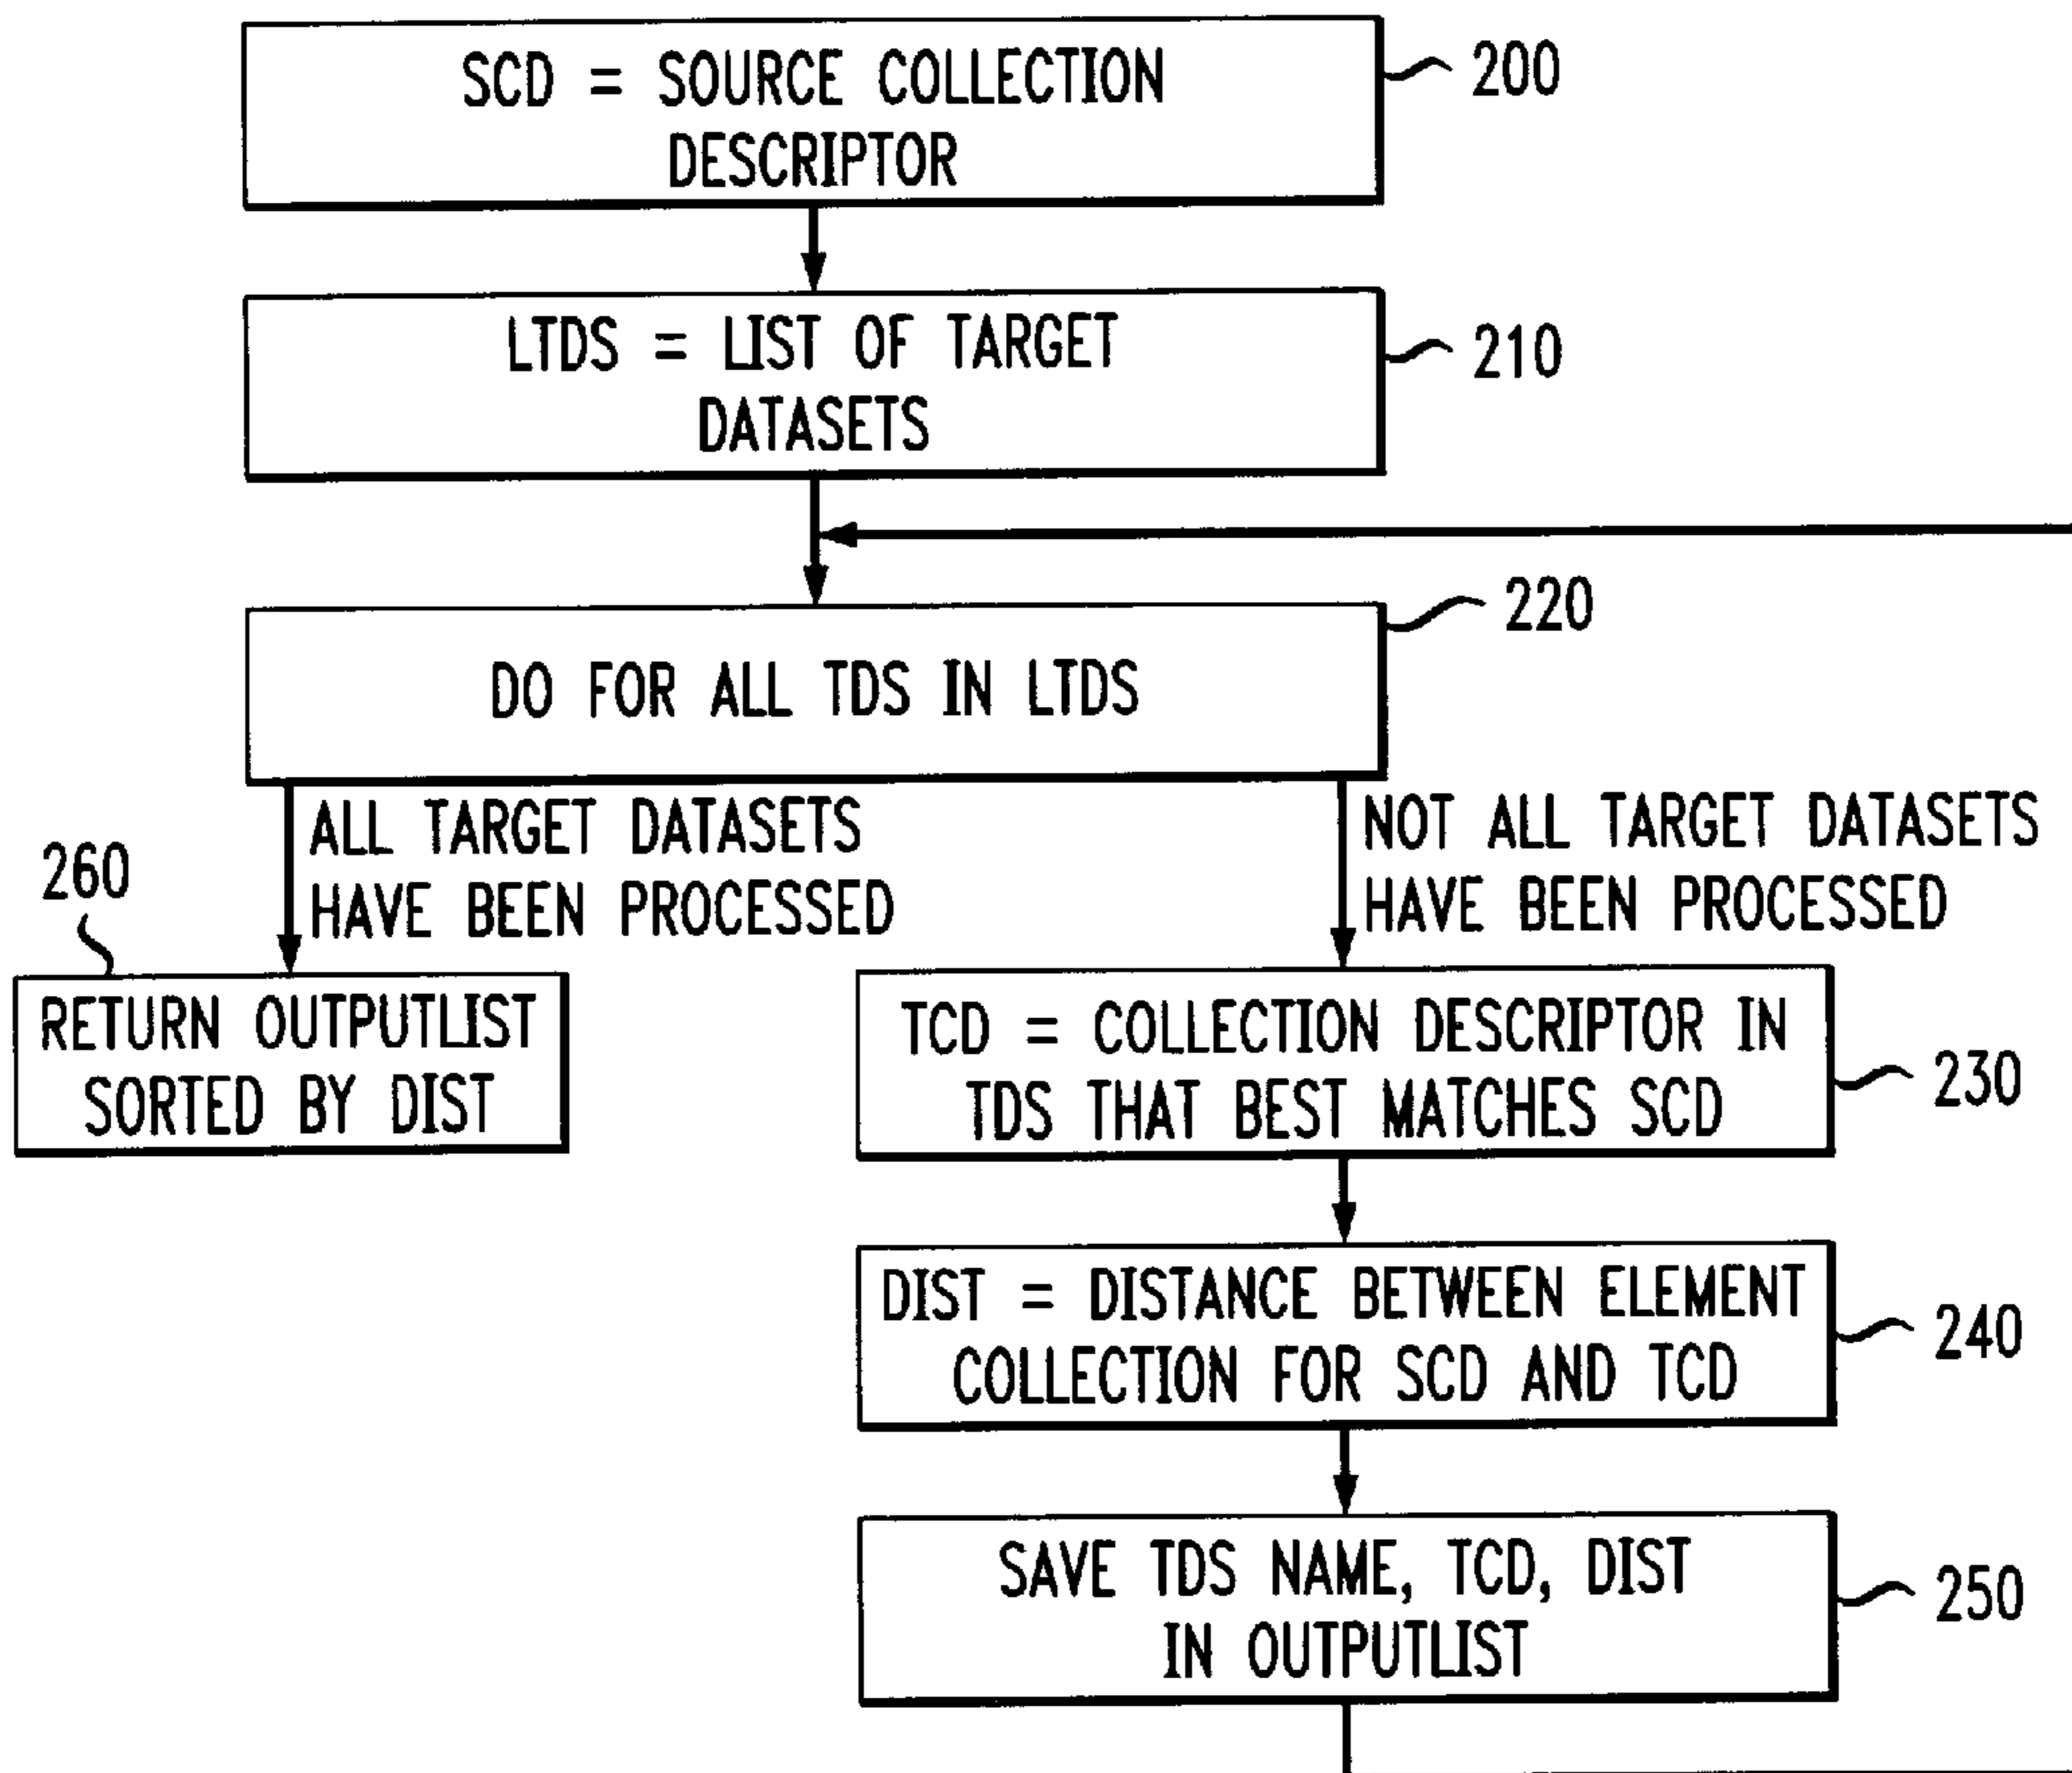 SCD = SOURCE COLLECTION
DESCRIPTOR
200
LTDS = LIST OF TARGET
DATASETS
210
220
DO FOR ALL TDS IN LTDS
ALL TARGET DATASETS
HAVE BEEN PROCESSED
NOT ALL TARGET DATASETS
HAVE BEEN PROCESSED
260
RETURN OUTPUTLIST
SORTED BY DIST
TCD = COLLECTION DESCRIPTOR IN
TDS THAT BEST MATCHES SCD
230
DIST = DISTANCE BETWEEN ELEMENT
COLLECTION FOR SCD AND TCD
240
SAVE TDS NAME, TCD, DIST
IN OUTPUTLIST
250